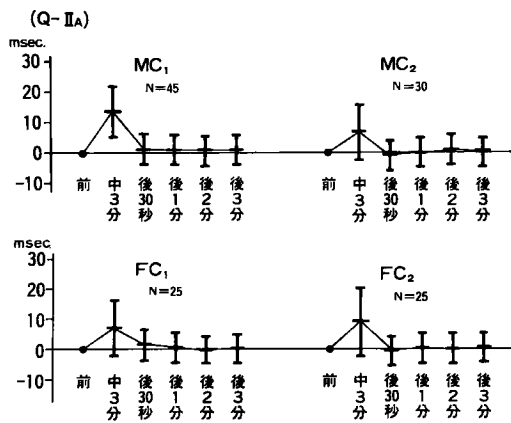 (Q-IIA)
msec.
30
20
10
0
-10
MC1
N=45
前
中3分
後30秒
後1分
後2分
後3分
MC2
N=30
前
中3分
後30秒
後1分
後2分
後3分
msec.
30
20
10
0
-10
FC1
N=25
前
中3分
後30秒
後1分
後2分
後3分
FC2
N=25
前
中3分
後30秒
後1分
後2分
後3分